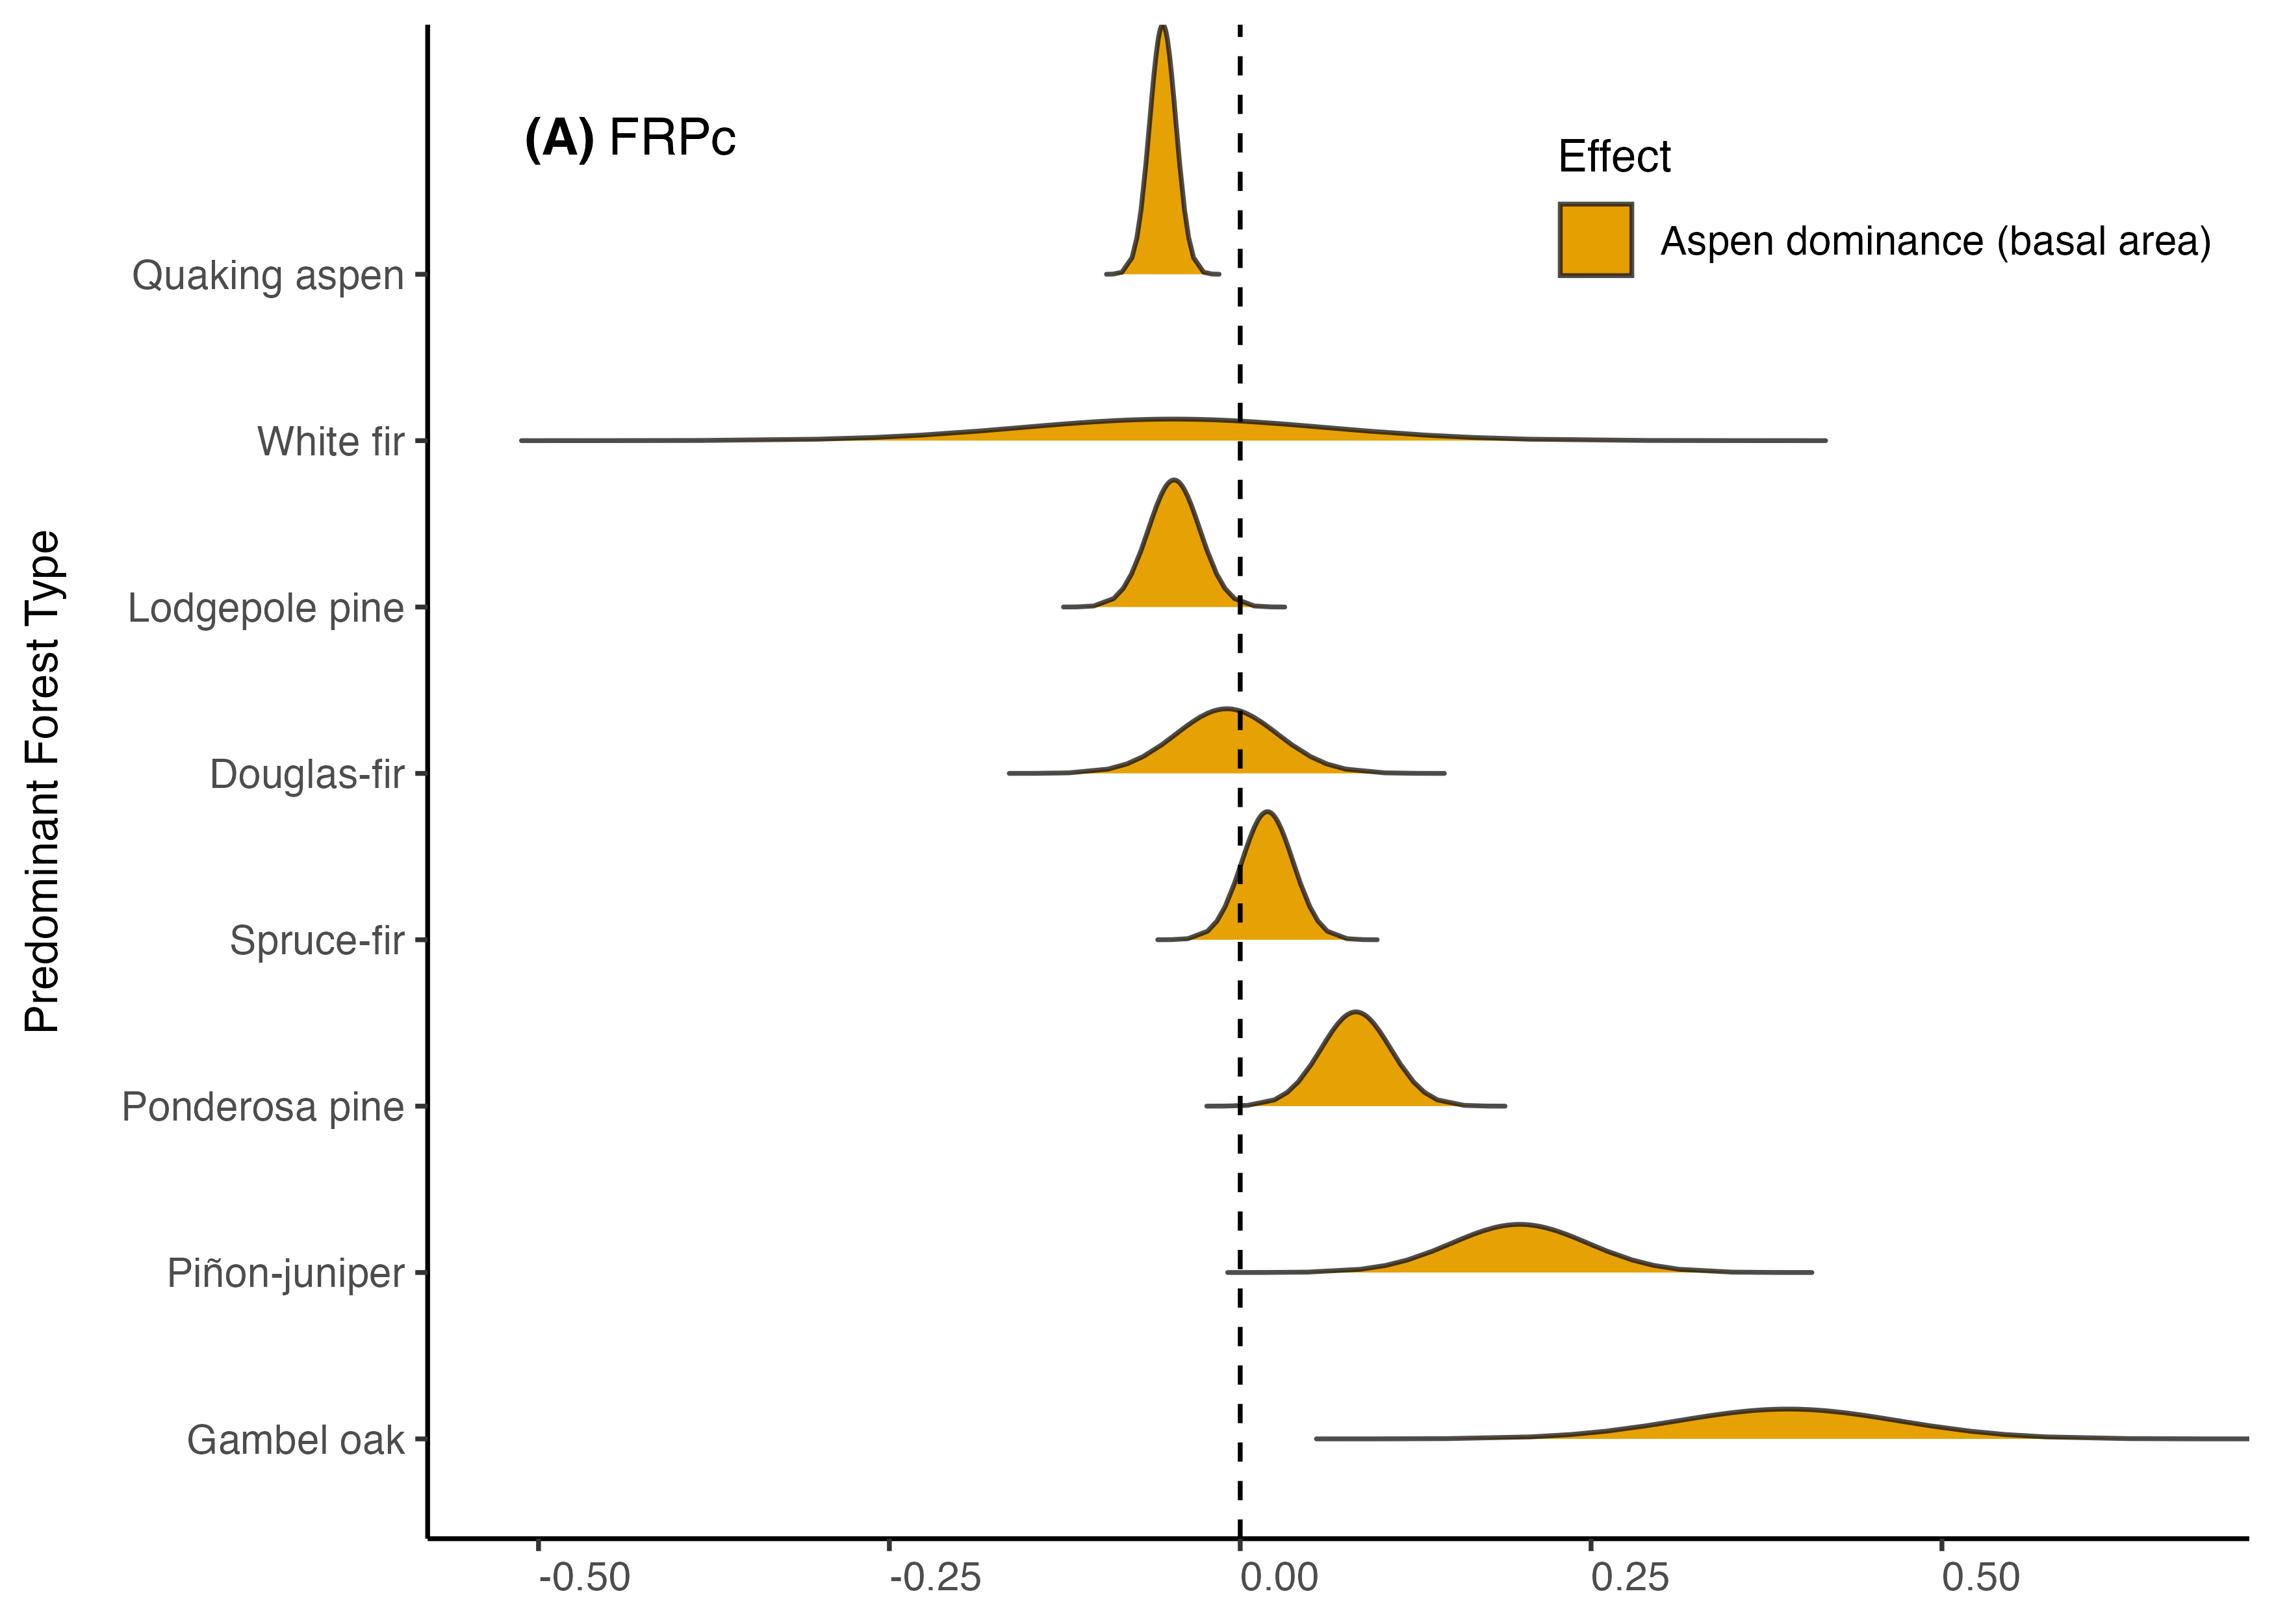 (A) FRPc
Effect
Aspen dominance (basal area)
Predominant Forest Type
Quaking aspen
White fir
Lodgepole pine
Douglas-fir
Spruce-fir
Ponderosa pine
Piñon-juniper
Gambel oak
-0.50 -0.25 0.00 0.25 0.50